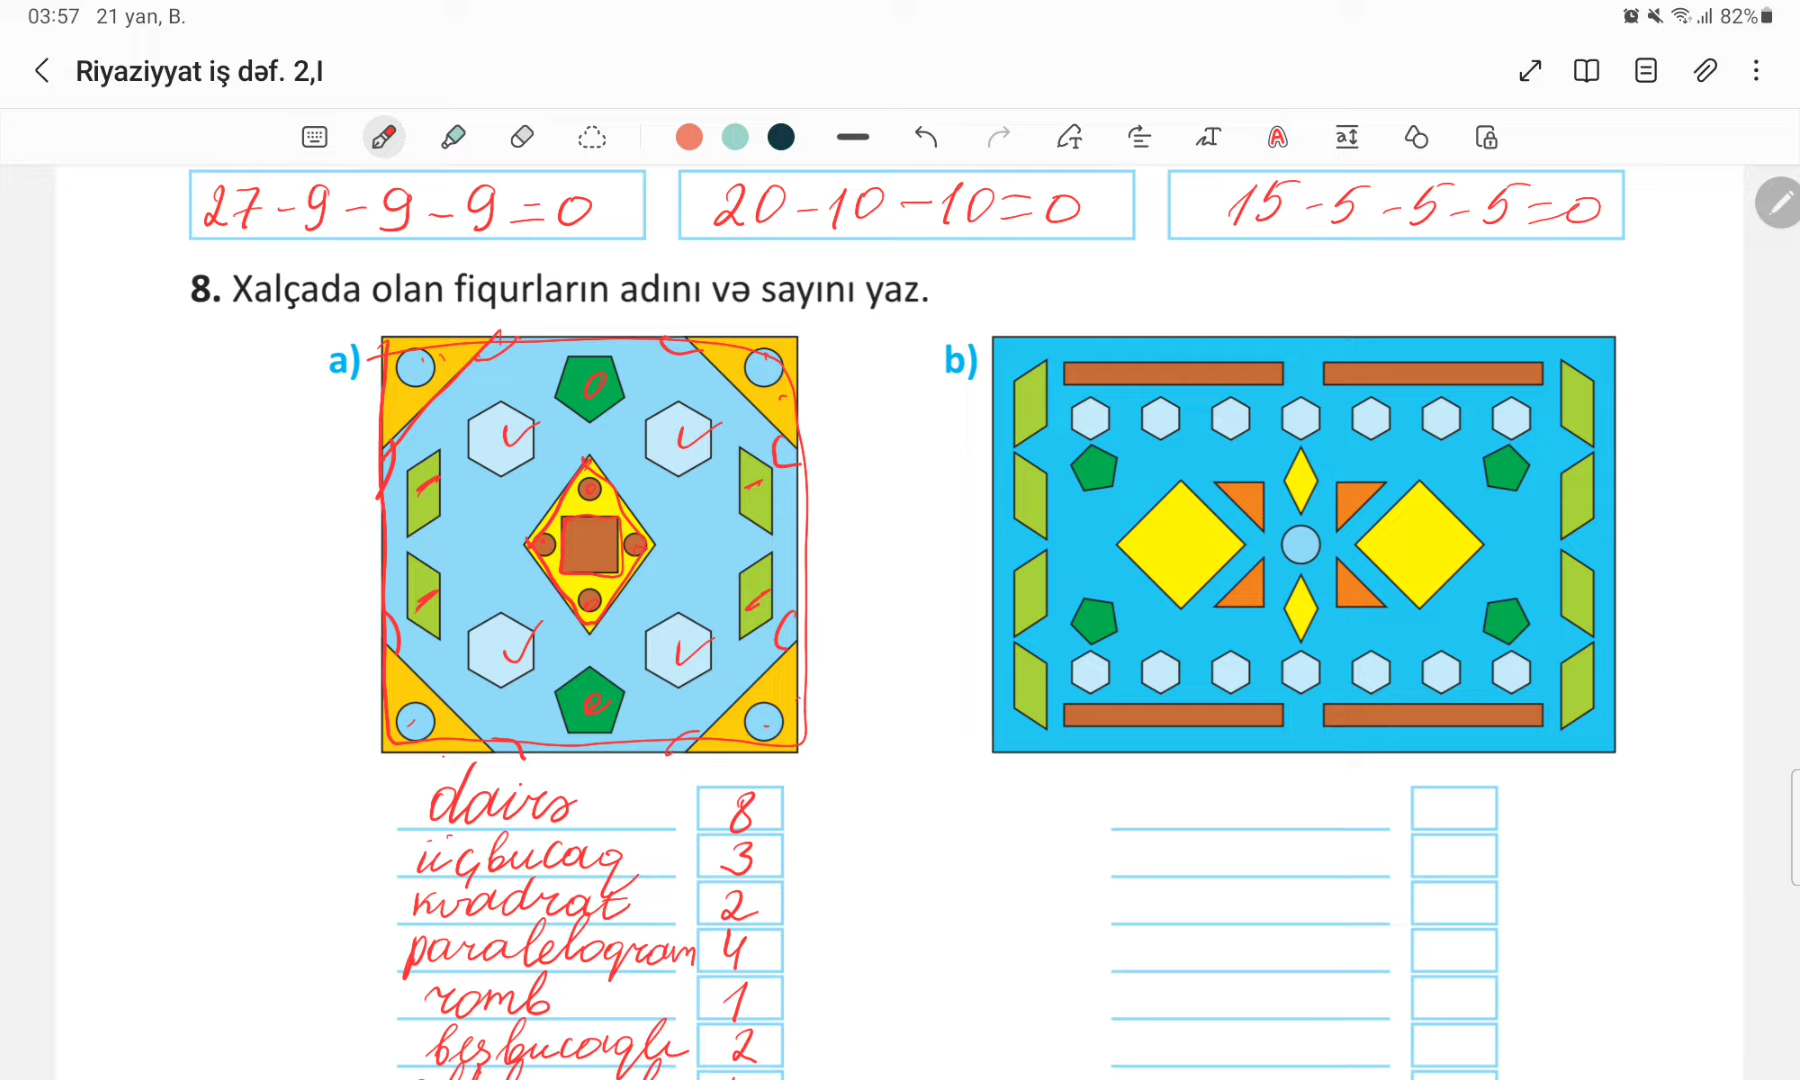 03:57 21 yan, B.
82%
Riyaziyyat iş dəf. 2,I
27-9-9-9=0
20-10-10=0
15-5-5-5=0
8. Xalçada olan fiqurların adını və sayını yaz.
a)
b)
dairə 8
üçbucaq 3
kvadrat 2
paralelogram 4
romb 1
beşbucaqlı 2